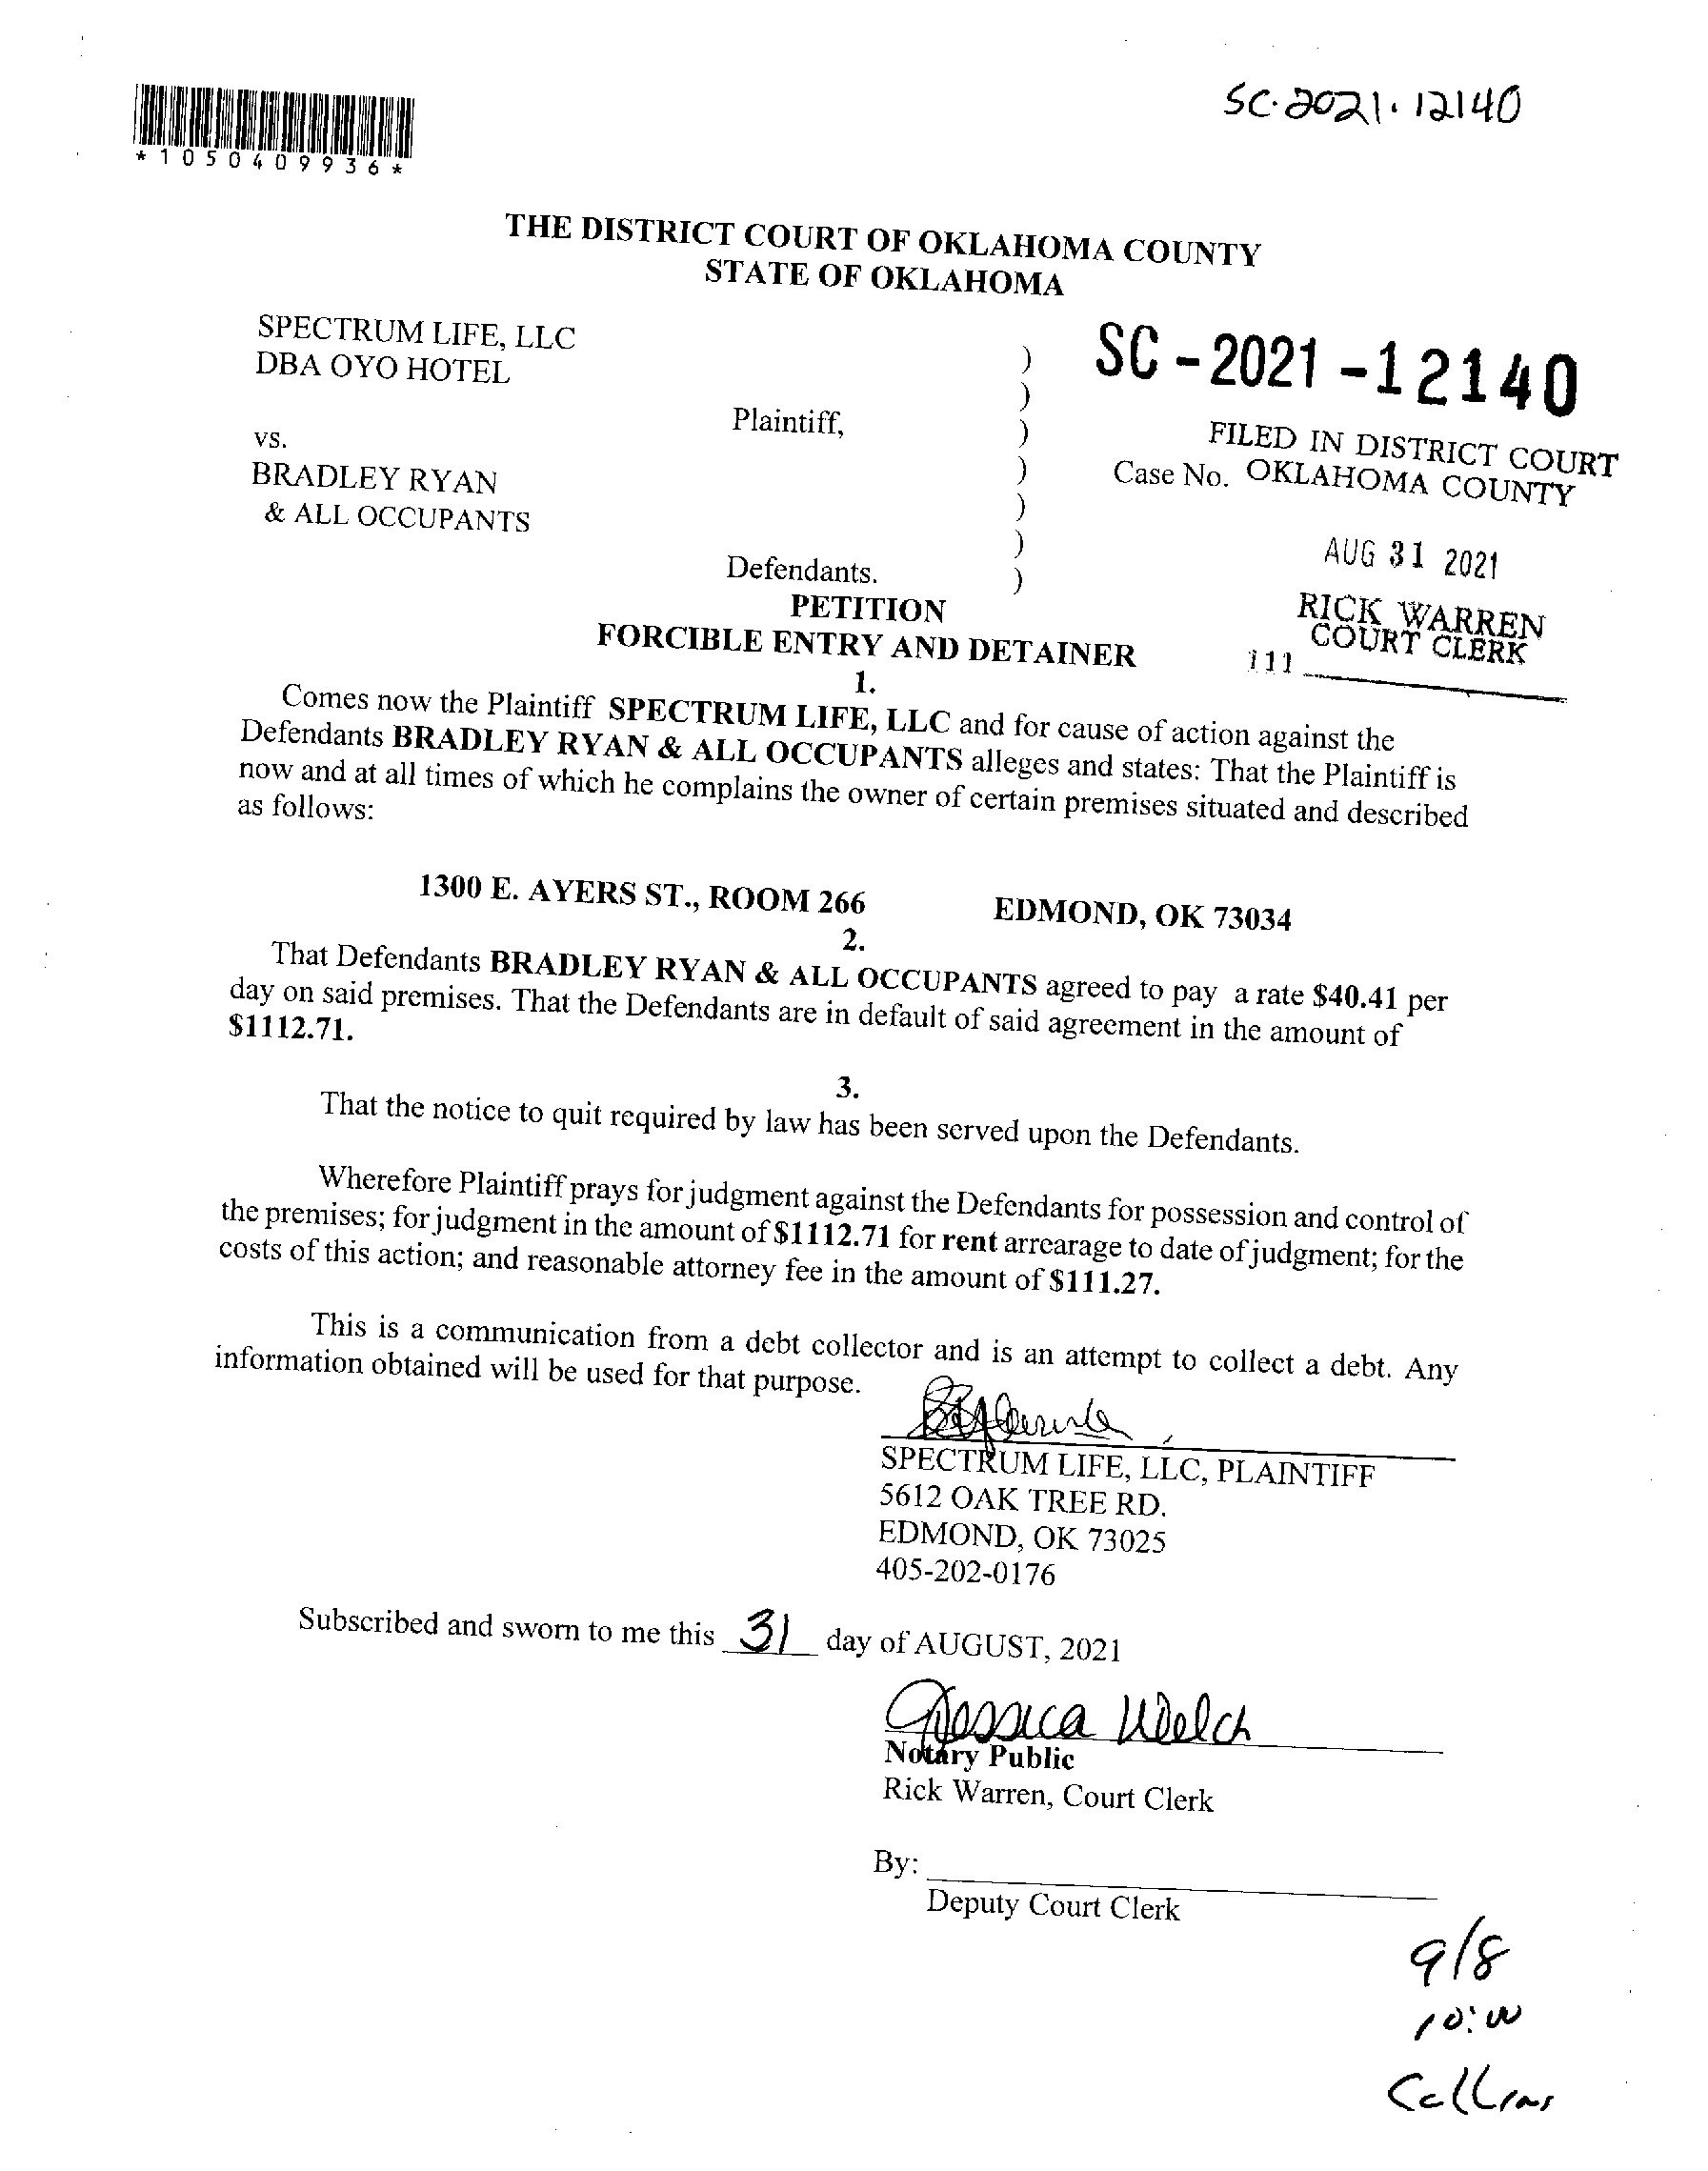 SC-2021-12140
*1050409936*
THE DISTRICT COURT OF OKLAHOMA COUNTY
STATE OF OKLAHOMA
SPECTRUM LIFE, LLC
DBA OYO HOTEL
)
SC-2021-12140
)
Plaintiff,
)
FILED IN DISTRICT COURT
vs.
BRADLEY RYAN
)
Case No.
OKLAHOMA COUNTY
& ALL OCCUPANTS
)
)
AUG 31 2021
Defendants.
)
PETITION
RICK WARREN
COURT CLERK
FORCIBLE ENTRY AND DETAINER
111
1.
Comes now the Plaintiff SPECTRUM LIFE, LLC and for cause of action against the
Defendants BRADLEY RYAN & ALL OCCUPANTS alleges and states: That the Plaintiff is
now and at all times of which he complains the owner of certain premises situated and described
as follows:
1300 E. AYERS ST., ROOM 266 EDMOND, OK 73034
2.
That Defendants BRADLEY RYAN & ALL OCCUPANTS agreed to pay a rate $40.41 per
day on said premises. That the Defendants are in default of said agreement in the amount of
$1112.71.
3.
That the notice to quit required by law has been served upon the Defendants.
Wherefore Plaintiff prays for judgment against the Defendants for possession and control of
the premises; for judgment in the amount of $1112.71 for rent arrearage to date of judgment; for the
costs of this action; and reasonable attorney fee in the amount of $111.27.
This is a communication from a debt collector and is an attempt to collect a debt. Any
information obtained will be used for that purpose.
SPECTRUM LIFE, LLC, PLAINTIFF
5612 OAK TREE RD.
EDMOND, OK 73025
405-202-0176
Subscribed and sworn to me this 31 day of AUGUST, 2021
Jessica Welch
Notary Public
Rick Warren, Court Clerk
By:
Deputy Court Clerk
9/8
10:00
Collins